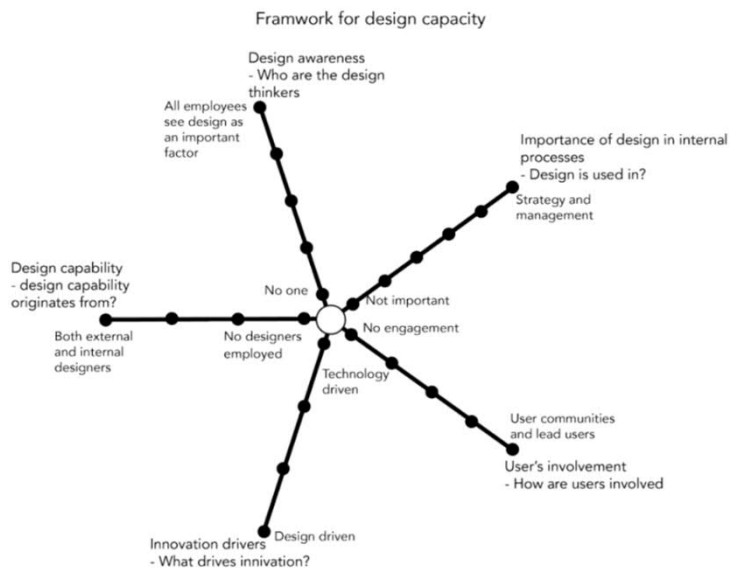 Framwork for design capacity
Design awareness
- Who are the design
thinkers
All employees
see design as
an important
factor
No one
Importance of design in internal
processes
- Design is used in?
Strategy and
management
Not important
Design capability
- design capability
originates from?
Both external
and internal
designers
No designers
employed
No engagement
User communities
and lead users
User's involvement
- How are users involved
Technology
driven
Design driven
Innovation drivers
- What drives innivation?